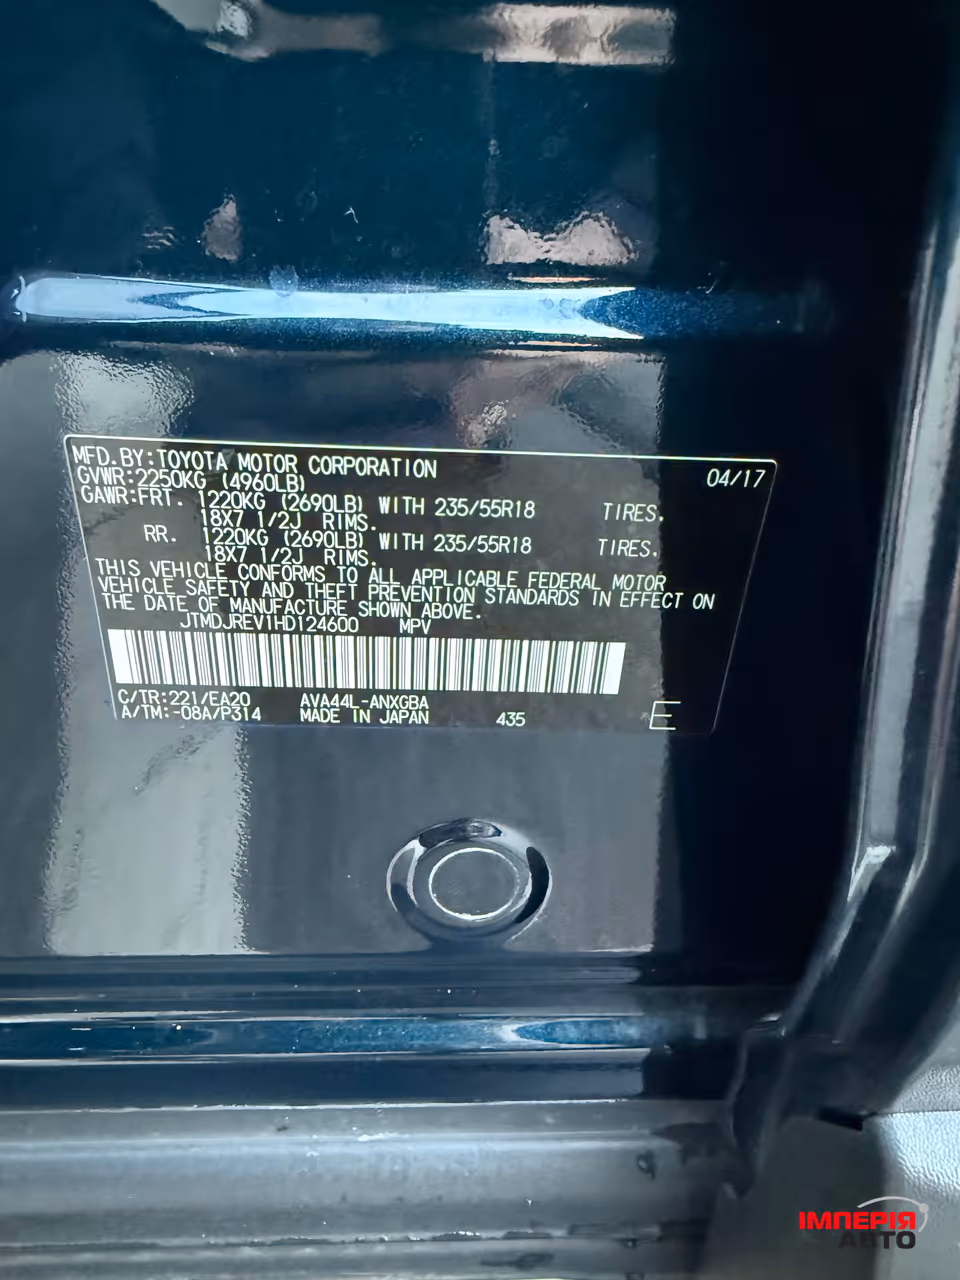 MFD.BY:TOYOTA MOTOR CORPORATION 04/17
GVWR:2250KG (4960LB)
GAWR:FRT. 1220KG (2690LB) WITH 235/55R18 TIRES.
18X7 1/2J RIMS.
RR. 1220KG (2690LB) WITH 235/55R18 TIRES.
18X7 1/2J RIMS.
THIS VEHICLE CONFORMS TO ALL APPLICABLE FEDERAL MOTOR
VEHICLE SAFETY AND THEFT PREVENTION STANDARDS IN EFFECT ON
THE DATE OF MANUFACTURE SHOWN ABOVE.
JTMDJREV1HD124600 MPV
C/TR:221/EA20 AVA44L-ANXGBA
A/TM:-08A/P314 MADE IN JAPAN 435 E
ІМПЕРІЯ
АВТО